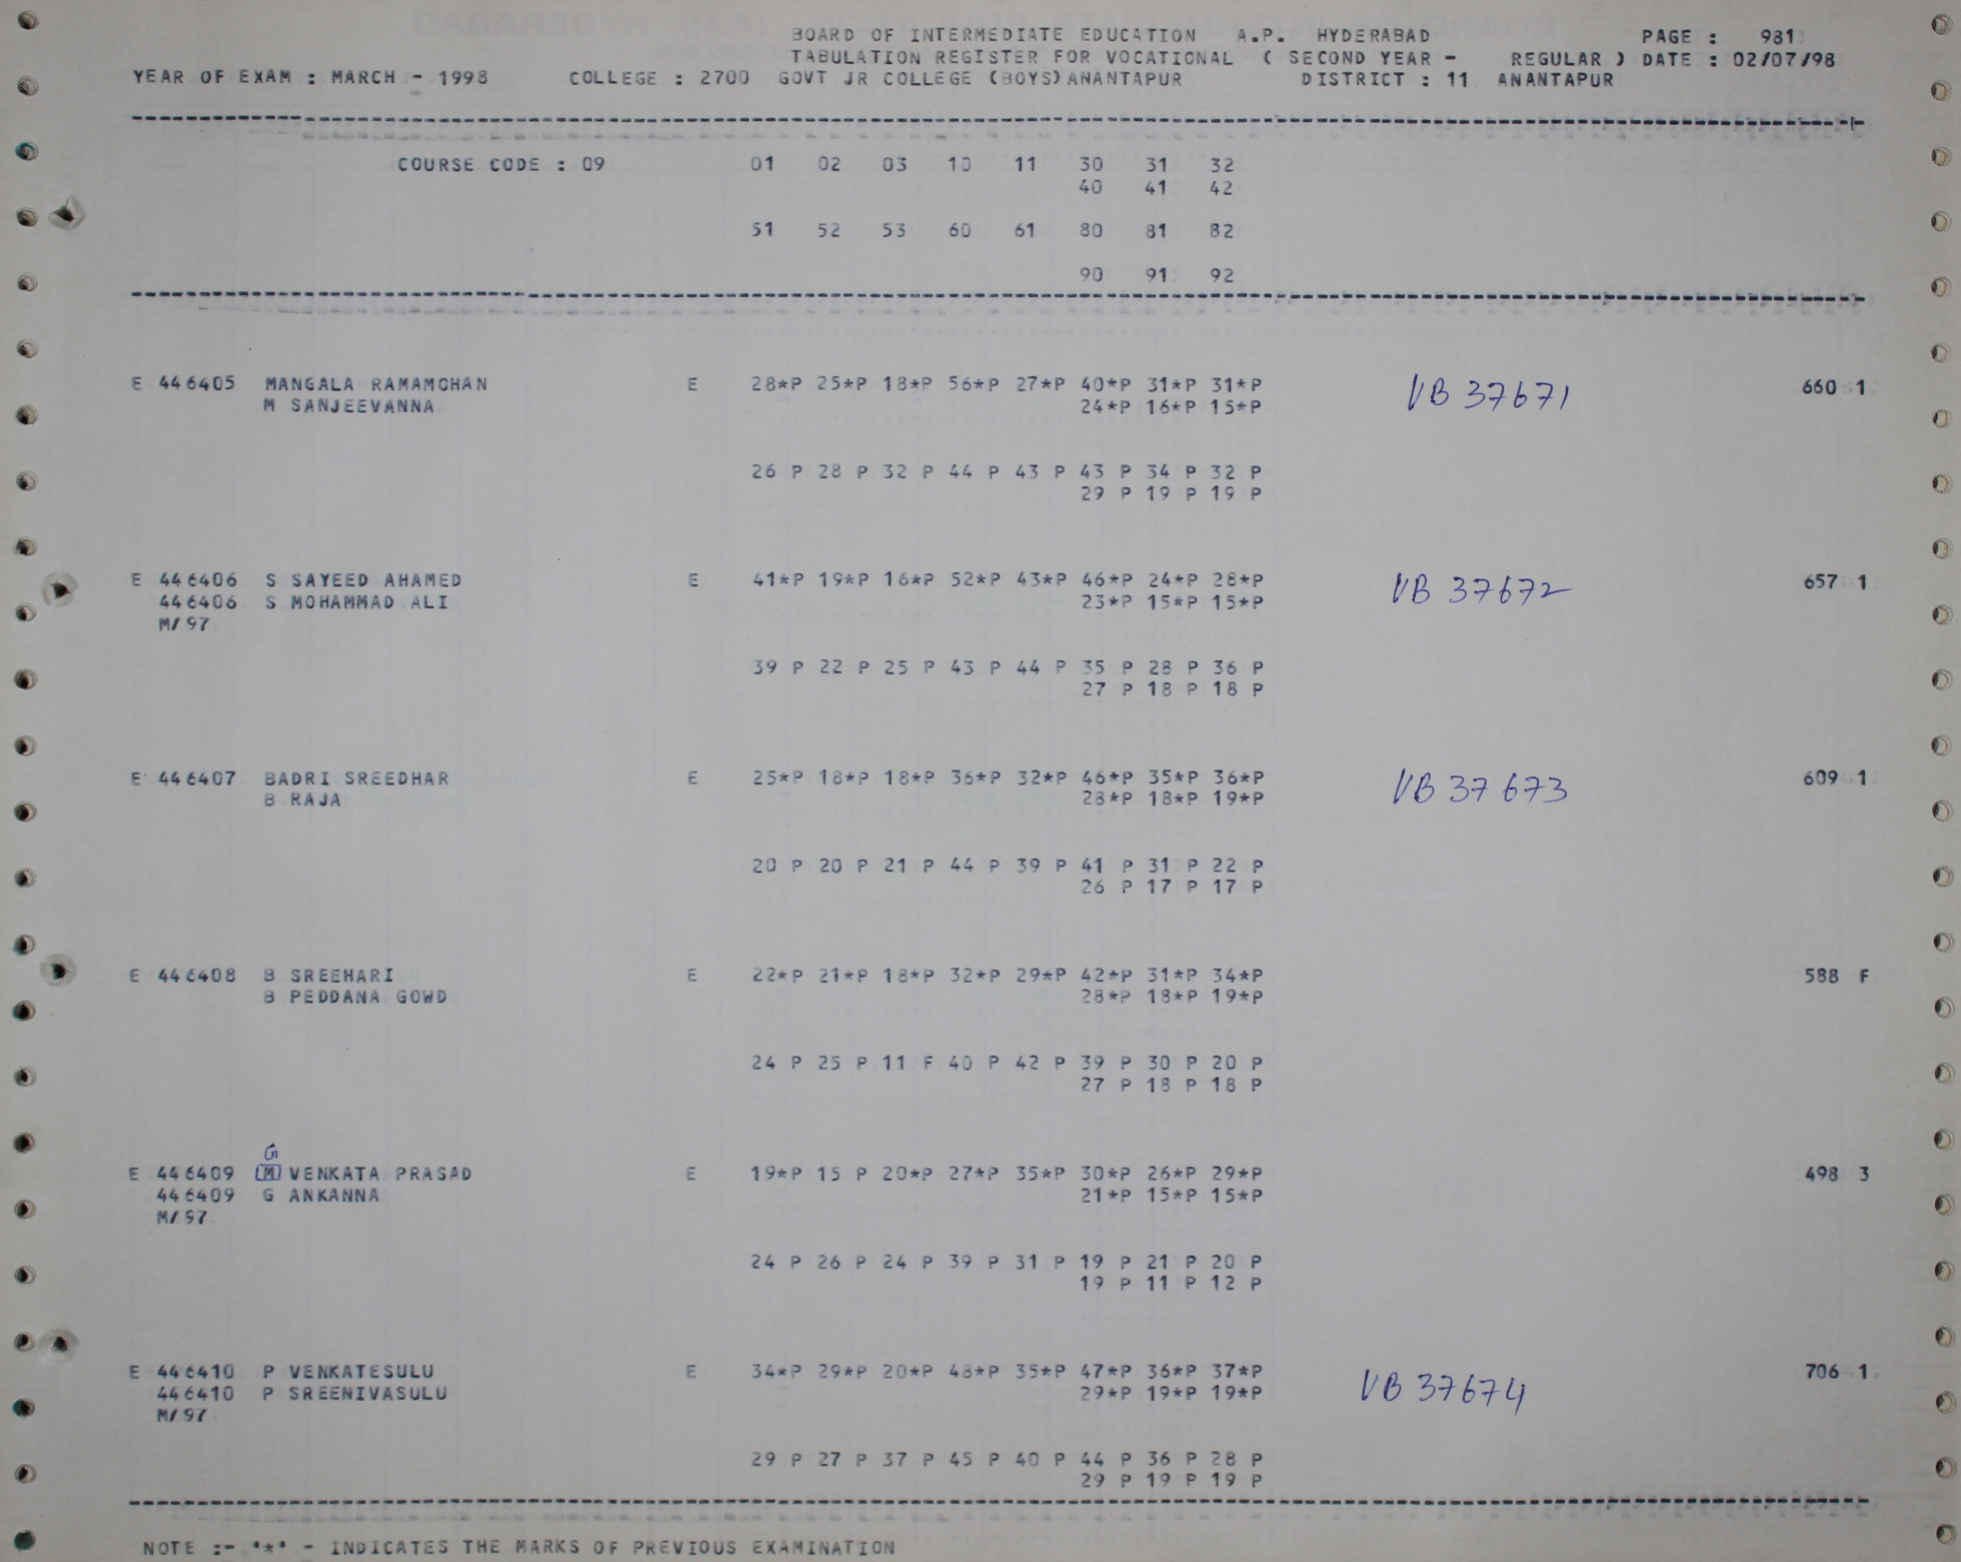 BOARD OF INTERMEDIATE EDUCATION A.P. HYDERABAD PAGE : 981
TABULATION REGISTER FOR VOCATIONAL ( SECOND YEAR - REGULAR ) DATE : 02/07/98
YEAR OF EXAM : MARCH - 1998 COLLEGE : 2700 GOVT JR COLLEGE (BOYS)ANANTAPUR DISTRICT : 11 ANANTAPUR
COURSE CODE : 09 01 02 03 10 11 30 31 32
40 41 42
51 52 53 60 61 80 81 82
90 91 92
E 446405 MANGALA RAMAMOHAN E 28*P 25*P 18*P 56*P 27*P 40*P 31*P 31*P VB 37671 660 1
M SANJEEVANNA 24*P 16*P 15*P
26 P 28 P 32 P 44 P 43 P 43 P 34 P 32 P
29 P 19 P 19 P
E 446406 S SAYEED AHAMED E 41*P 19*P 16*P 52*P 43*P 46*P 24*P 28*P VB 37672 657 1
446406 S MOHAMMAD ALI 23*P 15*P 15*P
M/97
39 P 22 P 25 P 43 P 44 P 35 P 28 P 36 P
27 P 18 P 18 P
E 446407 BADRI SREEDHAR E 25*P 18*P 18*P 36*P 32*P 46*P 35*P 36*P VB 37673 609 1
B RAJA 28*P 18*P 19*P
20 P 20 P 21 P 44 P 39 P 41 P 31 P 22 P
26 P 17 P 17 P
E 446408 B SREEHARI E 22*P 21*P 18*P 32*P 29*P 42*P 31*P 34*P 588 F
B PEDDANA GOWD 28*P 18*P 19*P
24 P 25 P 11 F 40 P 42 P 39 P 30 P 20 P
27 P 18 P 18 P
G
E 446409 M VENKATA PRASAD E 19*P 15 P 20*P 27*P 35*P 30*P 26*P 29*P 498 3
446409 G ANKANNA 21*P 15*P 15*P
M/97
24 P 26 P 24 P 39 P 31 P 19 P 21 P 20 P
19 P 11 P 12 P
E 446410 P VENKATESULU E 34*P 29*P 20*P 48*P 35*P 47*P 36*P 37*P VB 37674 706 1
446410 P SREENIVASULU 29*P 19*P 19*P
M/97
29 P 27 P 37 P 45 P 40 P 44 P 36 P 28 P
29 P 19 P 19 P
NOTE :- '*' - INDICATES THE MARKS OF PREVIOUS EXAMINATION